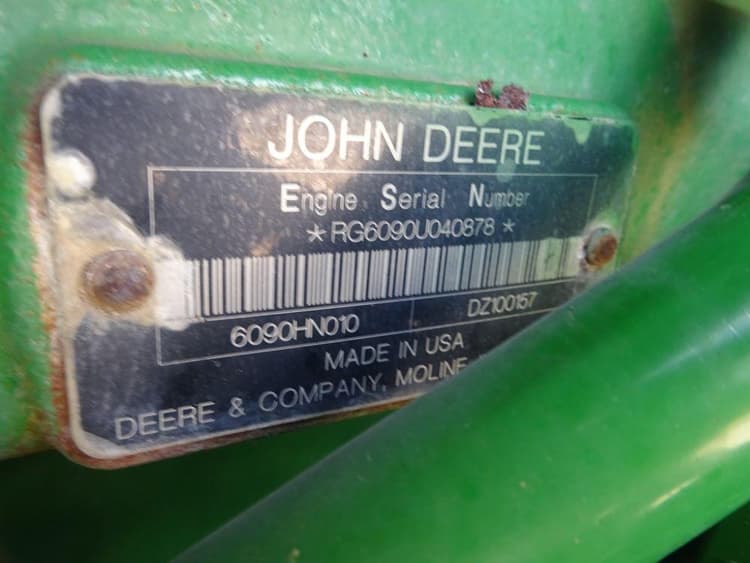 JOHN DEERE
Engine Serial Number
*RG6090U040878*
6090HN010 DZ100157
MADE IN USA
DEERE & COMPANY, MOLINE